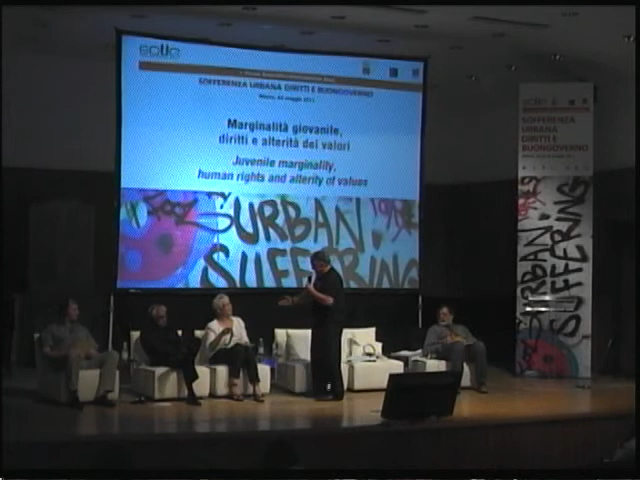 SOFFERENZA URBANA DIRITTI E BUONGOVERNO
Marginalità giovanile,
diritti e alterità dei valori
Juvenile marginality,
human rights and alterity of values
URBAN
SUFFERING
SOFFERENZA
URBANA
DIRITTI E
BUONGOVERNO
URBAN
SUFFERING